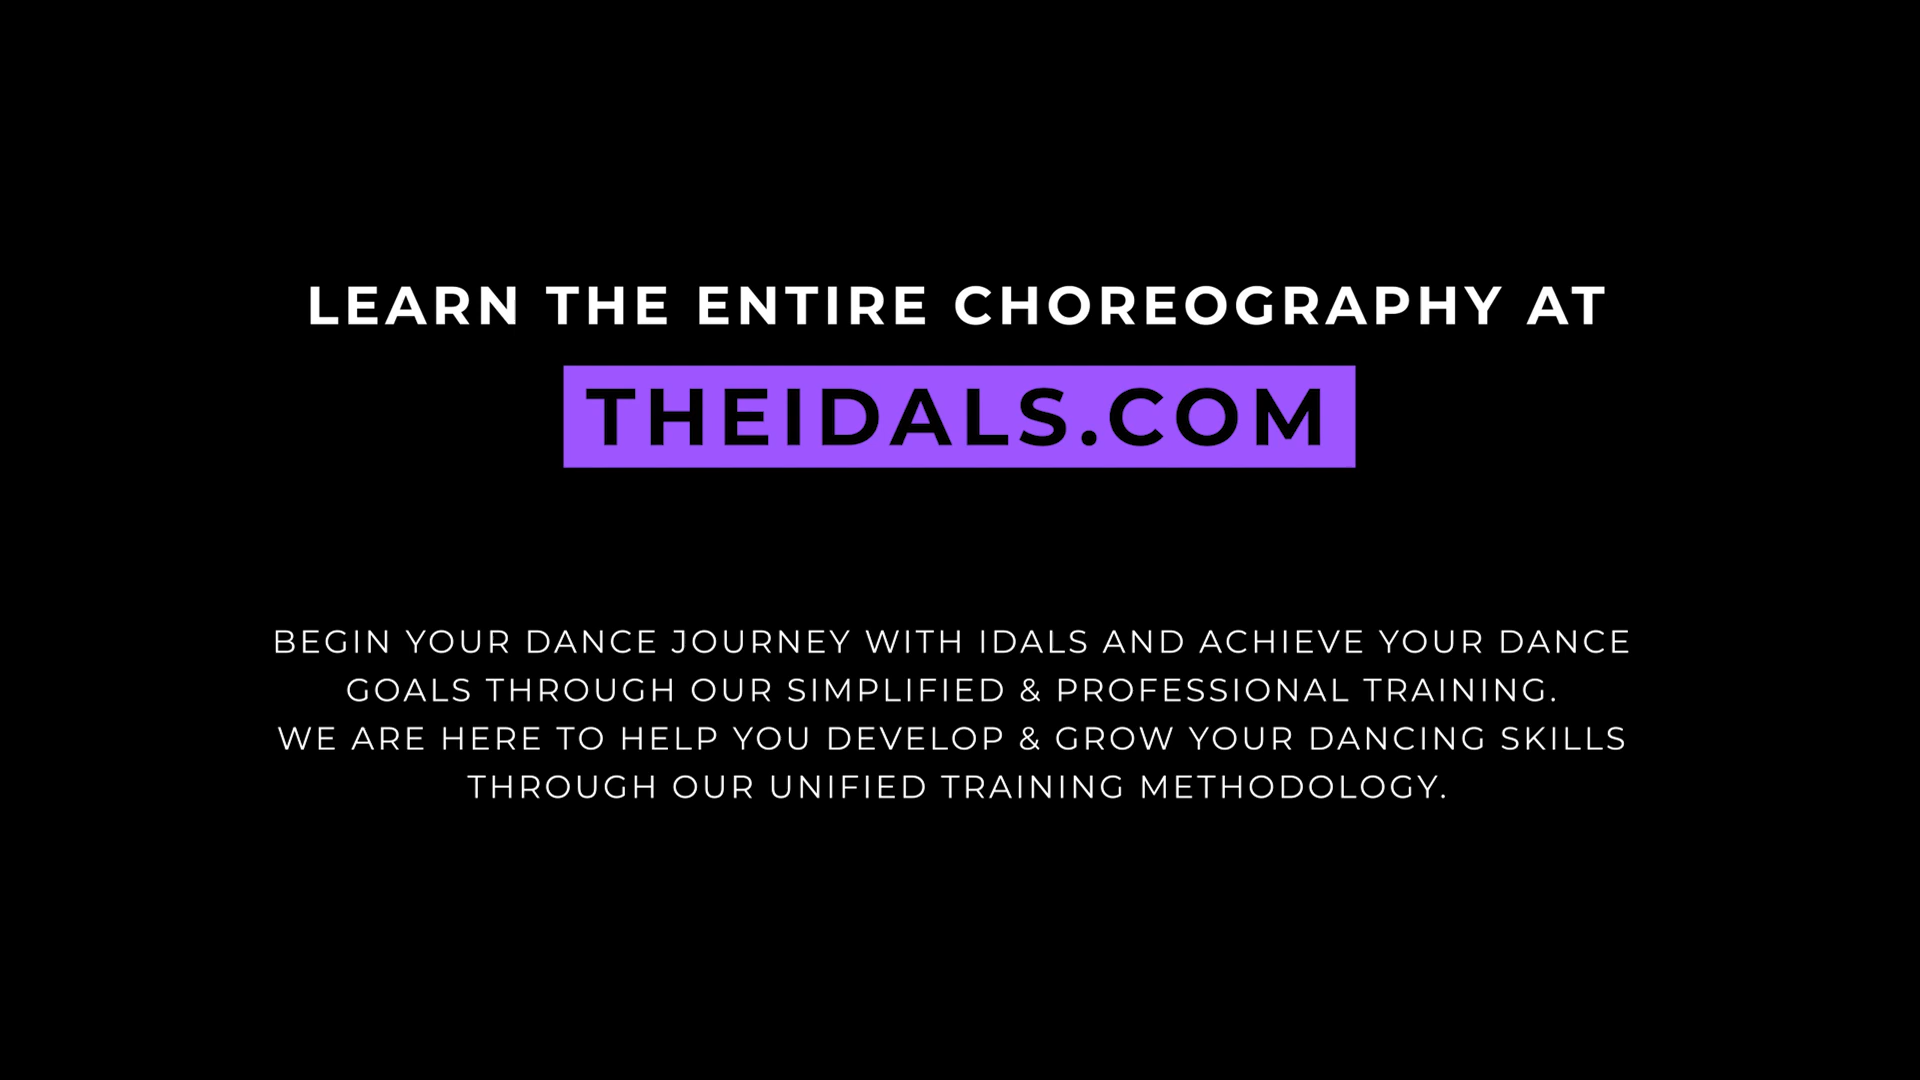 LEARN THE ENTIRE CHOREOGRAPHY AT
THEIDALS.COM
BEGIN YOUR DANCE JOURNEY WITH IDALS AND ACHIEVE YOUR DANCE
GOALS THROUGH OUR SIMPLIFIED & PROFESSIONAL TRAINING.
WE ARE HERE TO HELP YOU DEVELOP & GROW YOUR DANCING SKILLS
THROUGH OUR UNIFIED TRAINING METHODOLOGY.